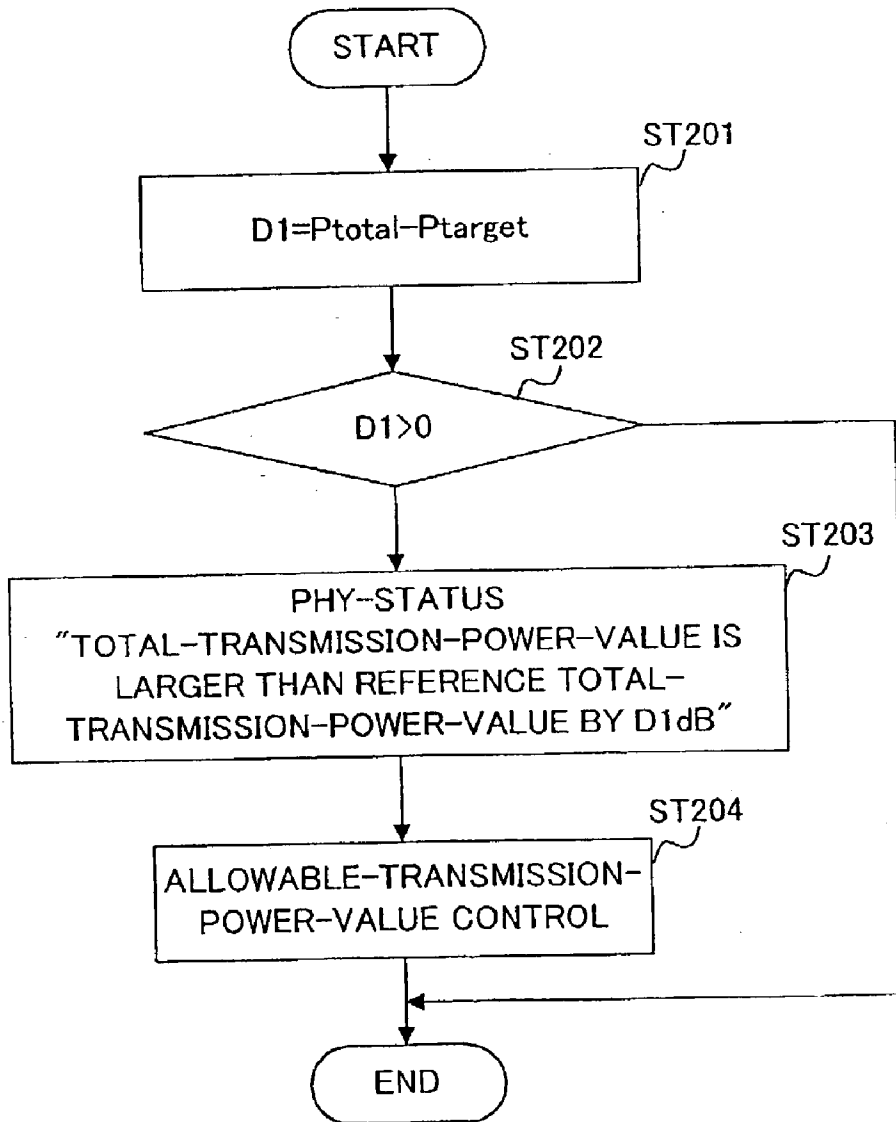 START
ST201
D1=Ptotal-Ptarget
ST202
D1>0
ST203
PHY-STATUS
"TOTAL-TRANSMISSION-POWER-VALUE IS
LARGER THAN REFERENCE TOTAL-
TRANSMISSION-POWER-VALUE BY D1dB"
ST204
ALLOWABLE-TRANSMISSION-
POWER-VALUE CONTROL
END